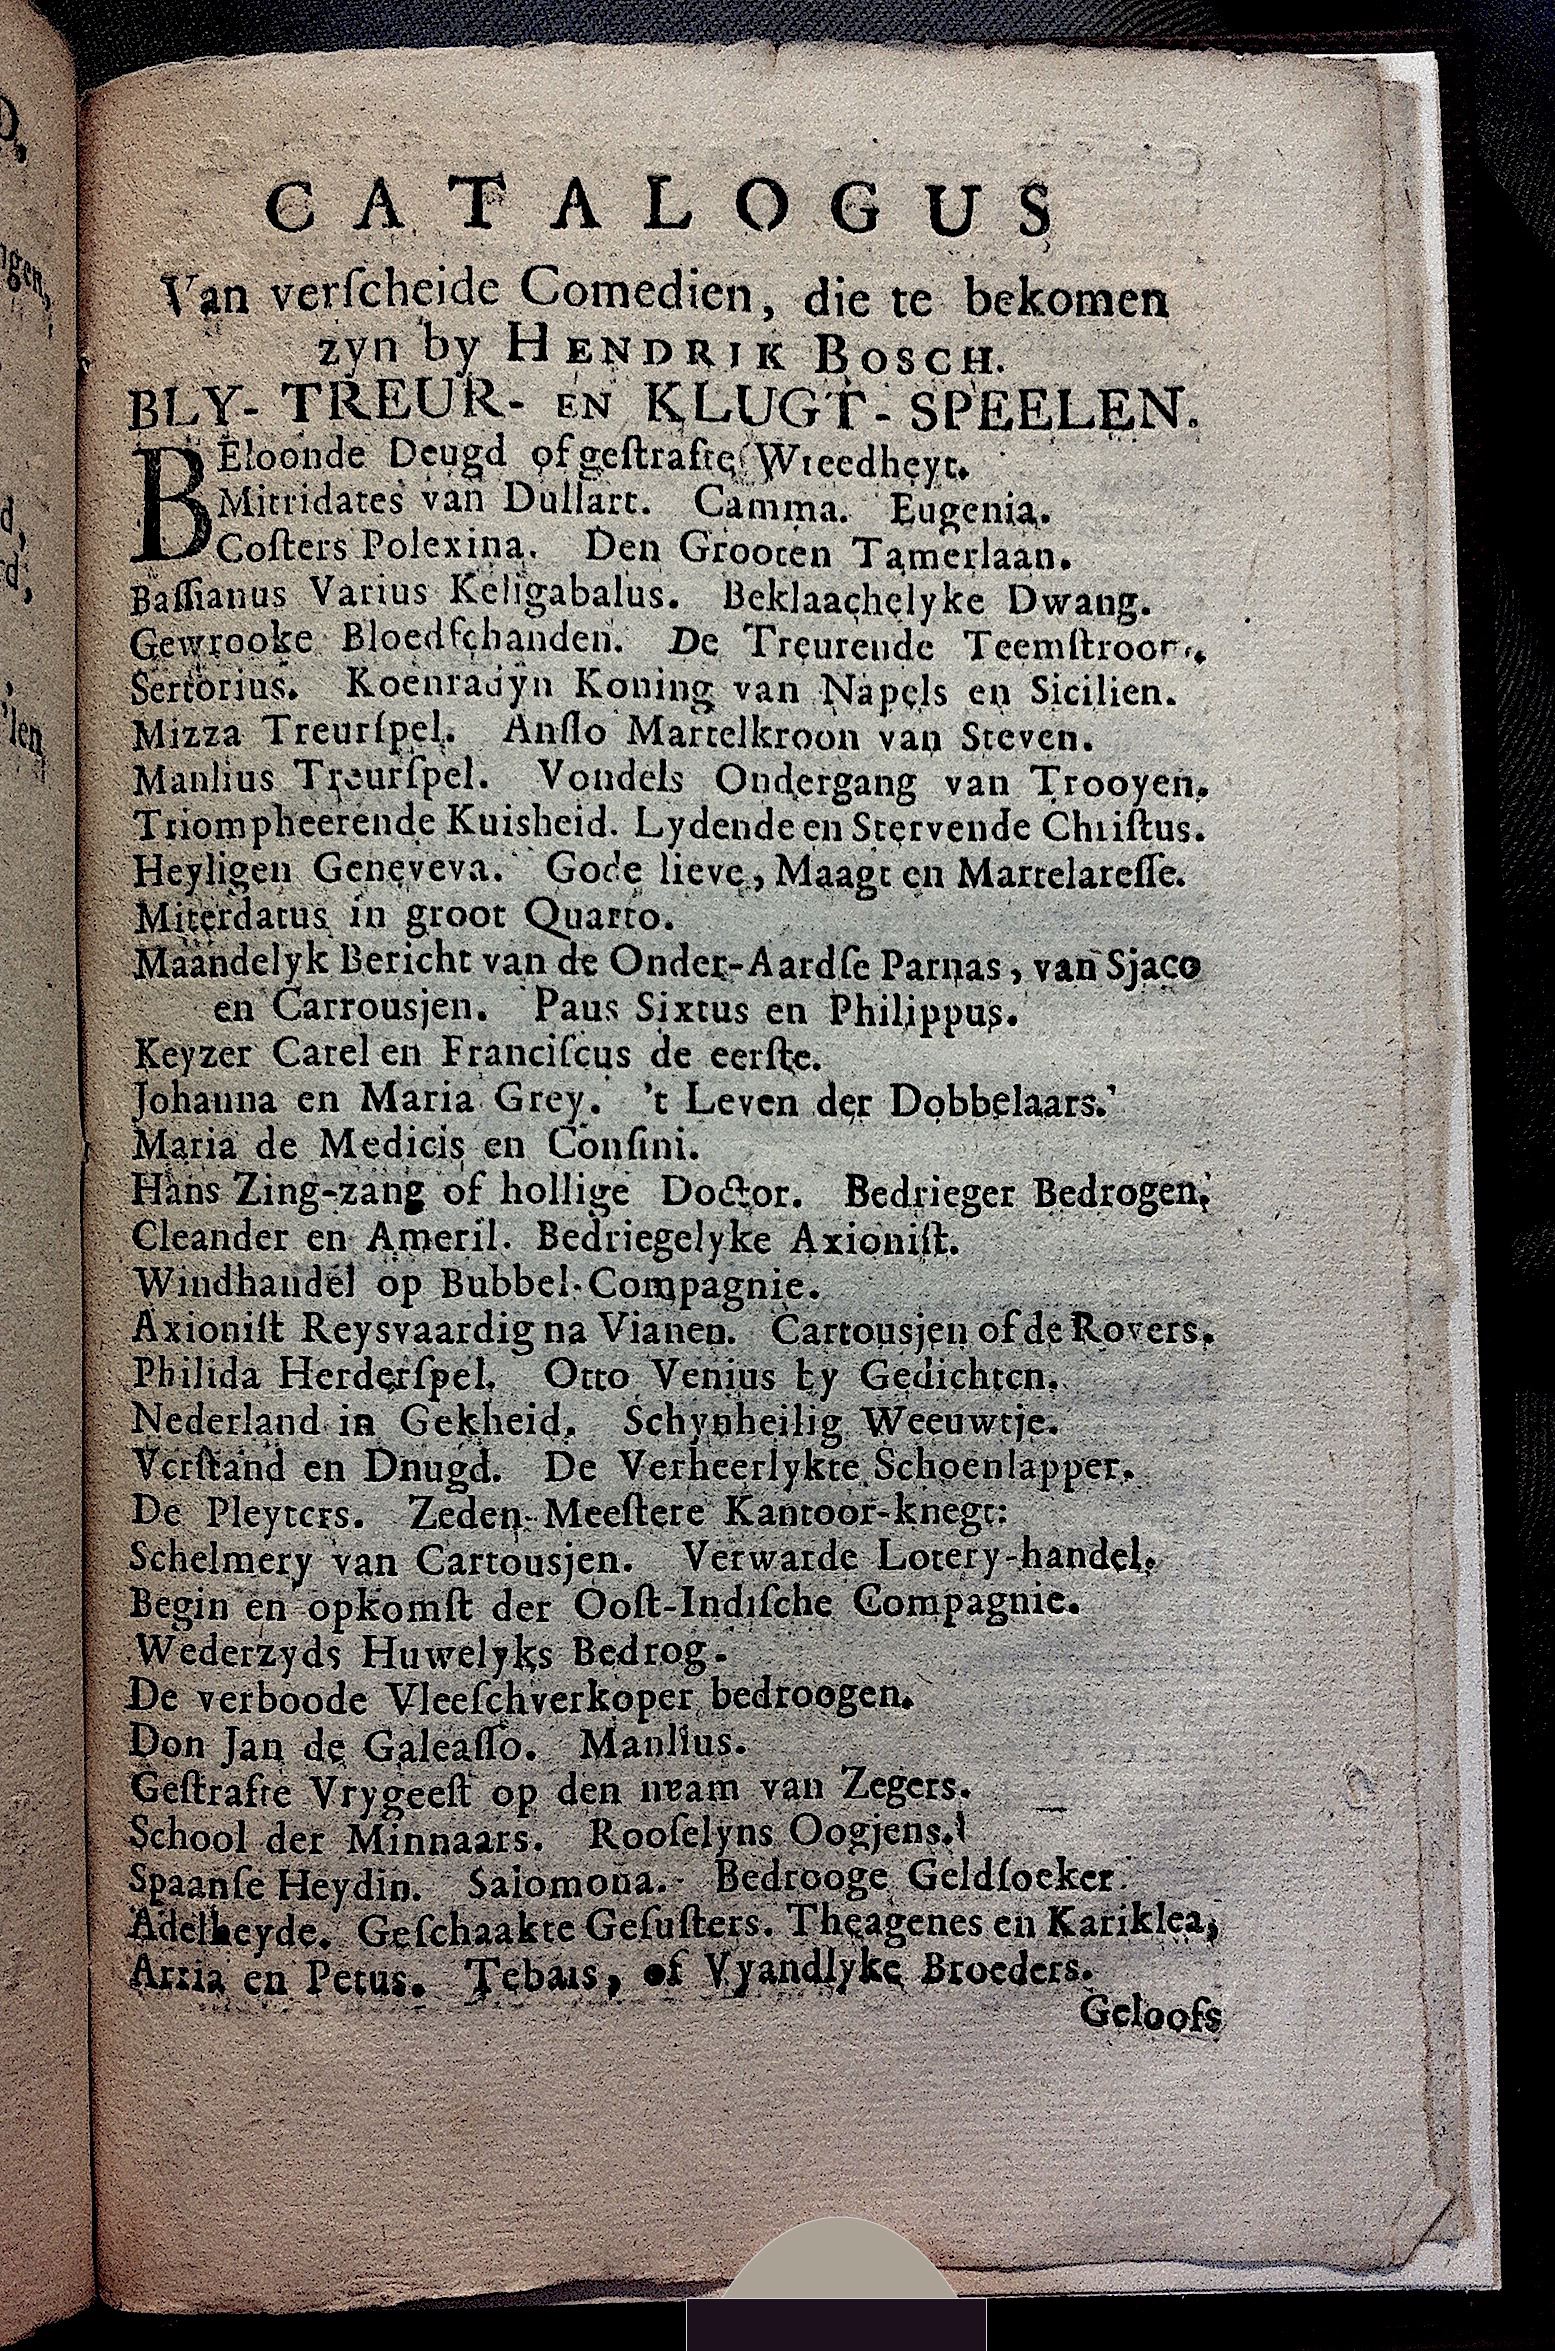 CATALOGUS
Van verſcheide Comedien, die te bekomen
zyn by HENDRIK BOSCH.
BLY- TREUR- EN KLUGT-SPEELEN.
BEloonde Deugd of geſtrafte Wreedheyt.
Mitridates van Dullart. Camma. Eugenia.
Coſters Polexina. Den Grooten Tamerlaan.
Baſſianus Varius Keligabalus. Beklaachelyke Dwang.
Gewrooke Bloedſchanden. De Treurende Teemſtroom.
Sertorius. Koenradyn Koning van Napels en Sicilien.
Mizza Treurſpel. Anſlo Martelkroon van Steven.
Manlius Treurſpel. Vondels Ondergang van Trooyen.
Triompheerende Kuisheid. Lydende en Stervende Chriſtus.
Heyligen Geneveva. Gode lieve, Maagt en Martelareſſe.
Miterdatus in groot Quarto.
Maandelyk Bericht van de Onder-Aardſe Parnas, van Sjaco
en Carrousjen. Paus Sixtus en Philippus.
Keyzer Carel en Franciſcus de eerſte.
Johanna en Maria Grey. 't Leven der Dobbelaars.
Maria de Medicis en Conſini.
Hans Zing-zang of hollige Doctor. Bedrieger Bedrogen.
Cleander en Ameril. Bedriegelyke Axioniſt.
Windhandel op Bubbel-Compagnie.
Axioniſt Reysvaardig na Vianen. Cartousjen of de Rovers.
Philida Herderſpel. Otto Venius by Gedichten.
Nederland in Gekheid. Schynheilig Weeuwtje.
Verſtand en Dnugd. De Verheerlykte Schoenlapper.
De Pleyters. Zeden-Meeſtere Kantoor-knegt:
Schelmery van Cartousjen. Verwarde Lotery-handel.
Begin en opkomſt der Ooſt-Indiſche Compagnie.
Wederzyds Huwelyks Bedrog.
De verboode Vleeſchverkoper bedroogen.
Don Jan de Galeaſſo. Manlius.
Geſtrafte Vrygeeſt op den neam van Zegers.
School der Minnaars. Rooſelyns Oogjens.
Spaanſe Heydin. Salomona. Bedrooge Geldſoeker.
Adelheyde. Geſchaakte Geſuſters. Theagenes en Kariklea,
Arria en Petus. Tebais, of Vyandlyke Broeders.
Geloofs